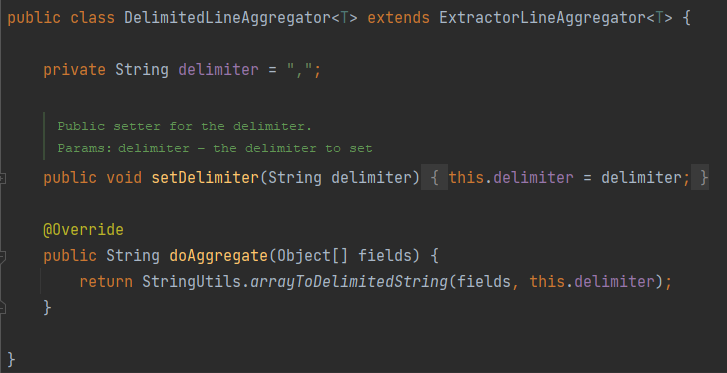 public class DelimitedLineAggregator<T> extends ExtractorLineAggregator<T> {
private String delimiter = ",";
Public setter for the delimiter.
Params: delimiter – the delimiter to set
public void setDelimiter(String delimiter) { this.delimiter = delimiter; }
@Override
public String doAggregate(Object[] fields) {
return StringUtils.arrayToDelimitedString(fields, this.delimiter);
}
}